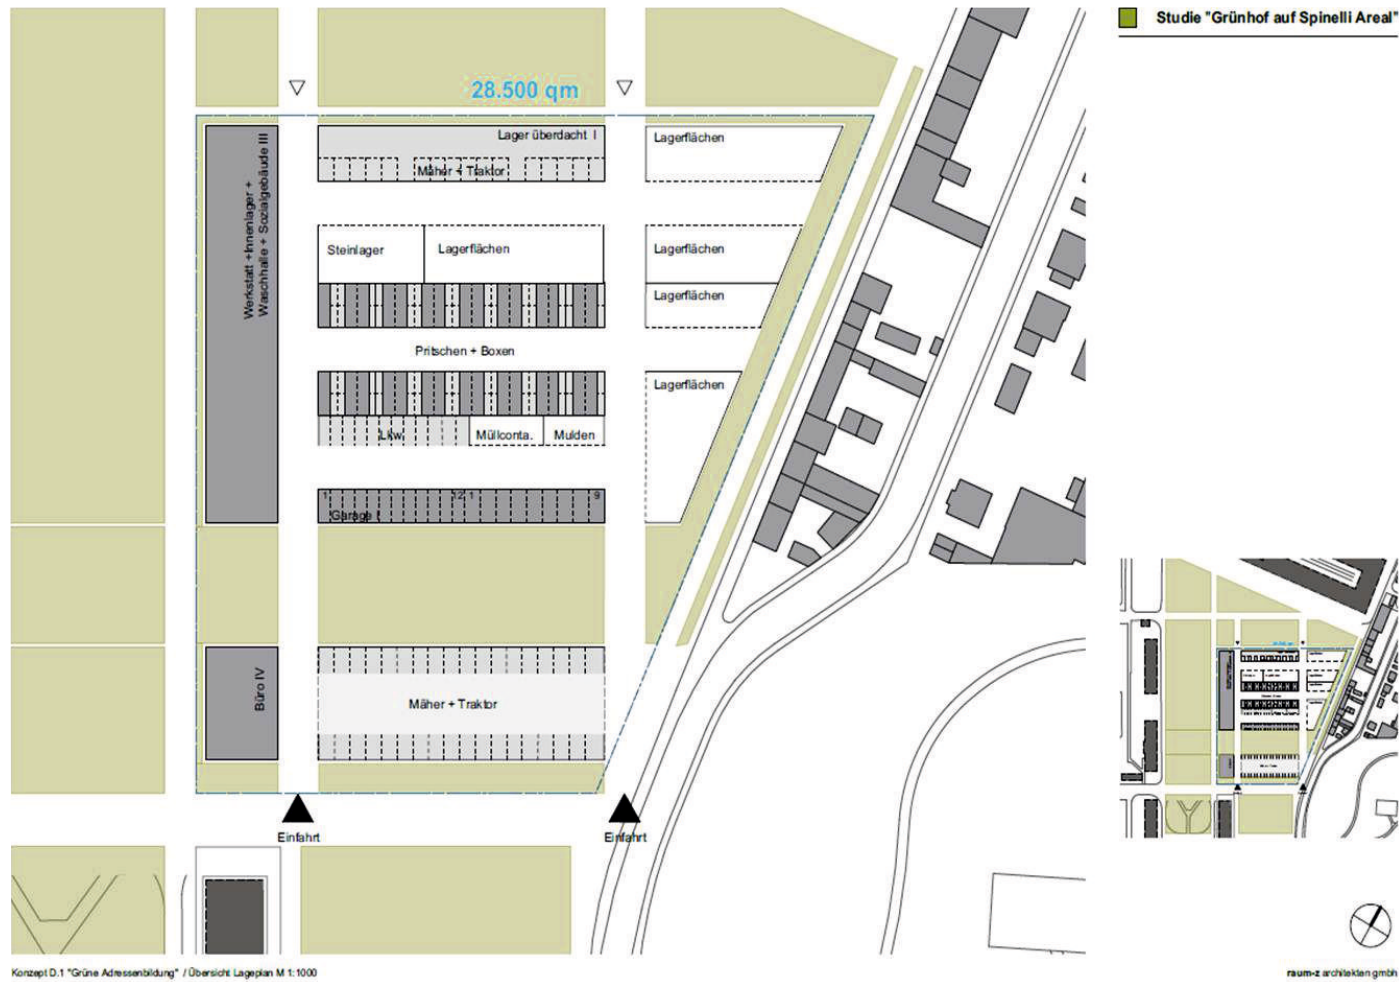 Studie "Grünhof auf Spinelli Areal"
28.500 qm
Lager überdacht I
Mäher + Traktor
Lagerflächen
Werkstatt +Innenlager +
Waschhalle + Sozialgebäude III
Steinlager
Lagerflächen
Lagerflächen
Lagerflächen
Pritschen + Boxen
Lagerflächen
Lkw
Müllconta.
Mulden
1
12
1
9
Garage I
Büro IV
Mäher + Traktor
Einfahrt
Einfahrt
Konzept D.1 "Grüne Adressenbildung" / Übersicht Lageplan M 1:1000
raum-z architekten gmbh